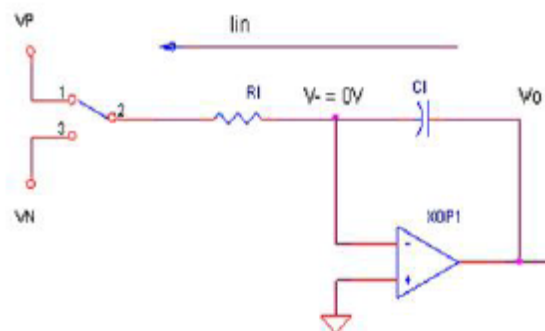 VP
Iin
1
2
3
RI
V- = 0V
CI
Vo
VN
XOP1
-
+